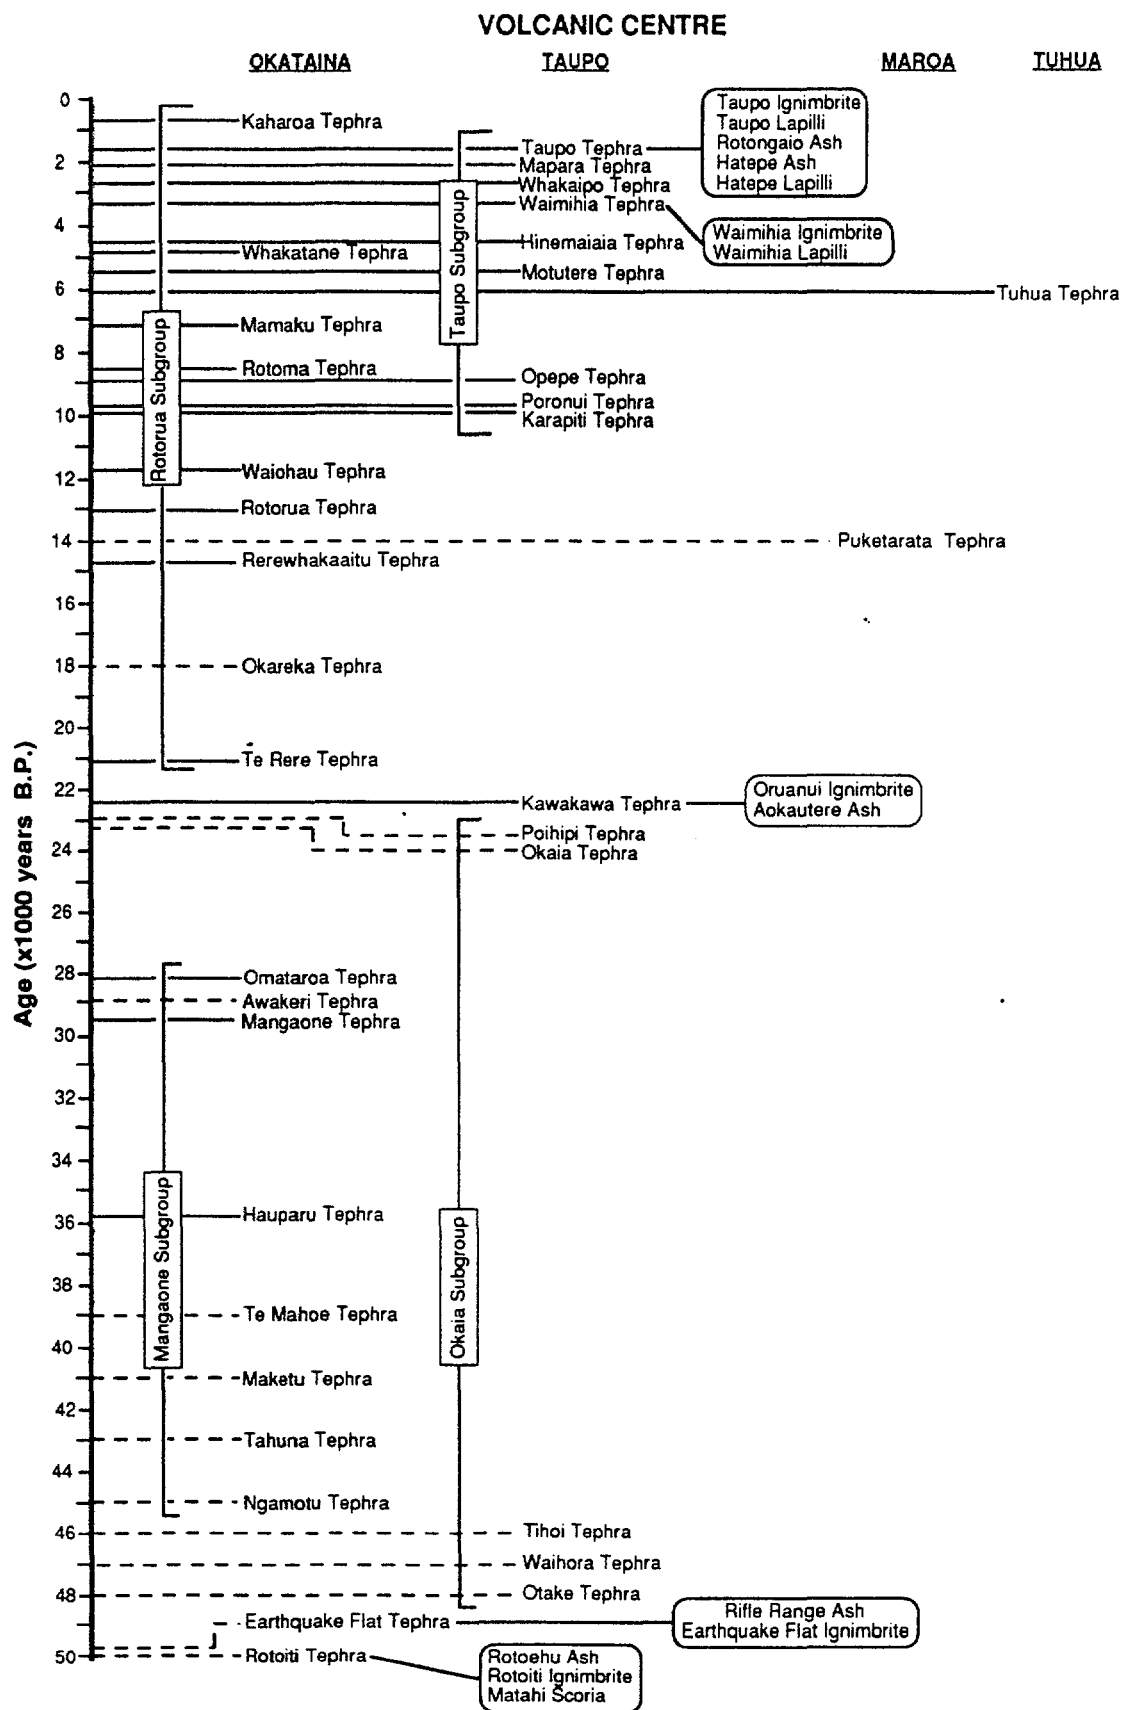 VOLCANIC CENTRE
OKATAINA
TAUPO
MAROA
TUHUA
Age (x1000 years B.P.)
0
2
4
6
8
10
12
14
16
18
20
22
24
26
28
30
32
34
36
38
40
42
44
46
48
50
Rotorua Subgroup
Mangaone Subgroup
Kaharoa Tephra
Whakatane Tephra
Mamaku Tephra
Rotoma Tephra
Waiohau Tephra
Rotorua Tephra
Rerewhakaaitu Tephra
Okareka Tephra
Te Rere Tephra
Omataroa Tephra
Awakeri Tephra
Mangaone Tephra
Hauparu Tephra
Te Mahoe Tephra
Maketu Tephra
Tahuna Tephra
Ngamotu Tephra
Earthquake Flat Tephra
Rotoiti Tephra
Taupo Subgroup
Okaia Subgroup
Taupo Tephra
Mapara Tephra
Whakaipo Tephra
Waimihia Tephra
Hinemaiaia Tephra
Motutere Tephra
Opepe Tephra
Poronui Tephra
Karapiti Tephra
Kawakawa Tephra
Poihipi Tephra
Okaia Tephra
Tihoi Tephra
Waihora Tephra
Otake Tephra
Taupo Ignimbrite
Taupo Lapilli
Rotongaio Ash
Hatepe Ash
Hatepe Lapilli
Waimihia Ignimbrite
Waimihia Lapilli
Tuhua Tephra
Puketarata Tephra
Oruanui Ignimbrite
Aokautere Ash
Rifle Range Ash
Earthquake Flat Ignimbrite
Rotoehu Ash
Rotoiti Ignimbrite
Matahi Scoria